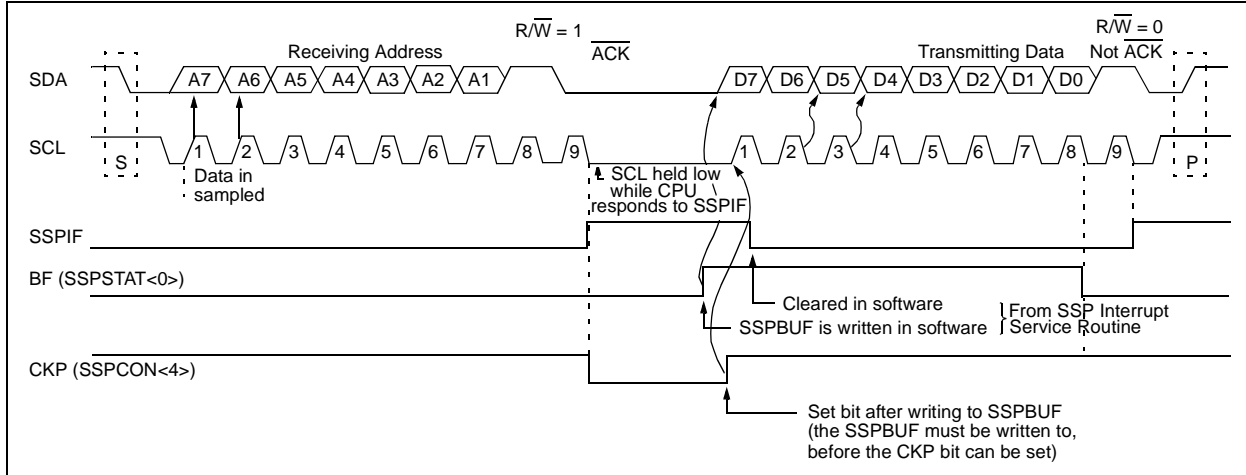 R/W = 1
R/W = 0
Receiving Address
ACK
Transmitting Data
Not ACK
SDA
A7 A6 A5 A4 A3 A2 A1
D7 D6 D5 D4 D3 D2 D1 D0
SCL
S
1 2 3 4 5 6 7 8 9
1 2 3 4 5 6 7 8 9
P
Data in
sampled
SCL held low
while CPU
responds to SSPIF
SSPIF
BF (SSPSTAT<0>)
Cleared in software
SSPBUF is written in software
From SSP Interrupt
Service Routine
CKP (SSPCON<4>)
Set bit after writing to SSPBUF
(the SSPBUF must be written to,
before the CKP bit can be set)